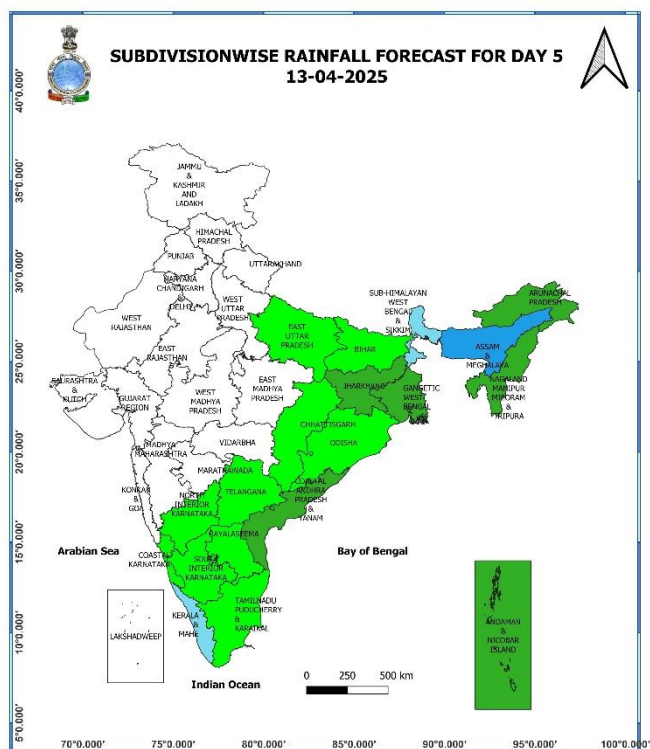 SUBDIVISIONWISE RAINFALL FORECAST FOR DAY 5
13-04-2025
40°0.000'
35°0.000'
30°0.000'
25°0.000'
20°0.000'
15°0.000'
10°0.000'
5°0.000'
JAMMU
&
KASHMIR
AND
LADAKH
HIMACHAL
PRADESH
PUNJAB
UTTARAKHAND
HARYANA
CHANDIGARH
&
DELHI
WEST
UTTAR
PRADESH
WEST
RAJASTHAN
EAST
RAJASTHAN
EAST
UTTAR
PRADESH
BIHAR
SUB-HIMALAYAN
WEST
BENGAL
&
SIKKIM
ARUNACHAL
PRADESH
ASSAM
&
MEGHALAYA
NAGALAND
MANIPUR
MIZORAM
&
TRIPURA
SAURASHTRA
& KUTCH
GUJARAT
REGION
WEST
MADHYA
PRADESH
EAST
MADHYA
PRADESH
JHARKHAND
GANGETIC
WEST
BENGAL
CHHATTISGARH
ODISHA
MADHYA
MAHARASHTRA
VIDARBHA
MARATHWADA
KONKAN
&
GOA
NORTH
INTERIOR
KARNATAKA
TELANGANA
COASTAL
ANDHRA
PRADESH
&
YANAM
RAYALASEEMA
COASTAL
KARNATAKA
SOUTH
INTERIOR
KARNATAKA
TAMILNADU
PUDUCHERRY
&
KARAIKAL
KERALA
&
MAHE
LAKSHADWEEP
ANDAMAN
&
NICOBAR
ISLAND
Arabian Sea
Bay of Bengal
Indian Ocean
0 250 500 km
70°0.000' 75°0.000' 80°0.000' 85°0.000' 90°0.000' 95°0.000' 100°0.000'